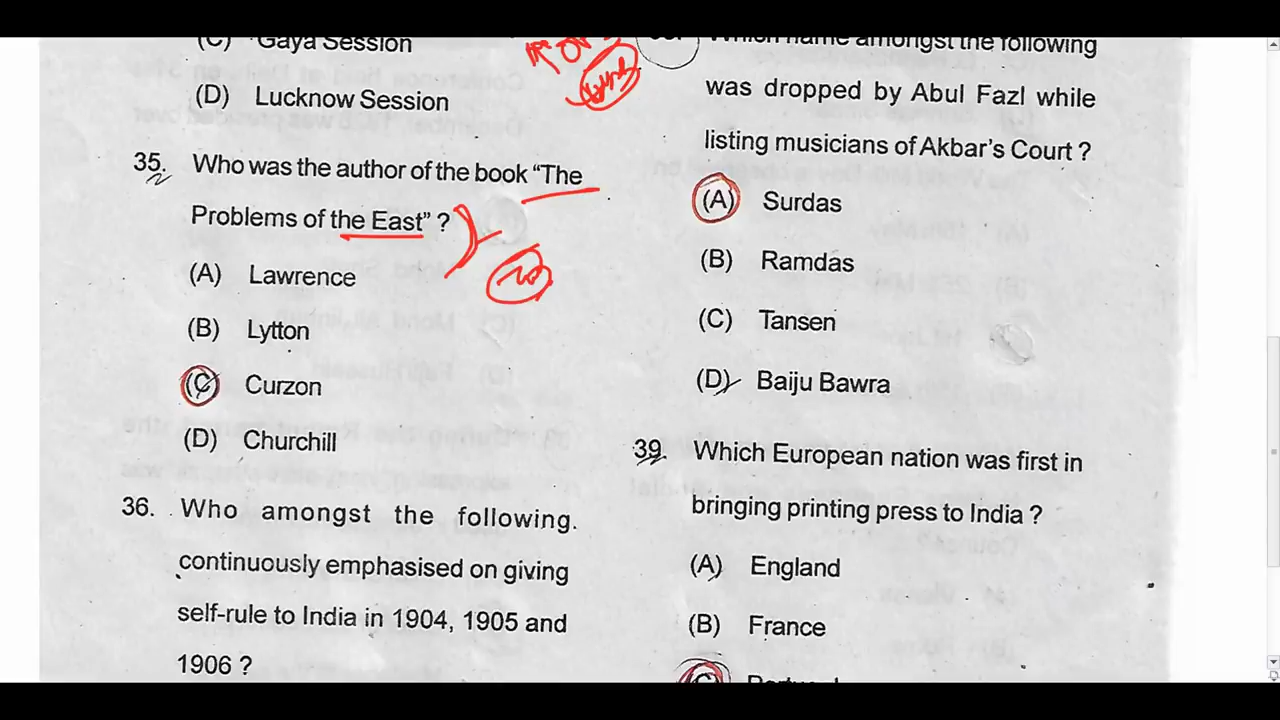 (C) Gaya Session
(D) Lucknow Session
35. Who was the author of the book “The
Problems of the East” ?
(A) Lawrence
(B) Lytton
(C) Curzon
(D) Churchill
36. Who amongst the following.
continuously emphasised on giving
self-rule to India in 1904, 1905 and
1906 ?
Which name amongst the following
was dropped by Abul Fazl while
listing musicians of Akbar’s Court ?
(A) Surdas
(B) Ramdas
(C) Tansen
(D) Baiju Bawra
39. Which European nation was first in
bringing printing press to India ?
(A) England
(B) France
(C)